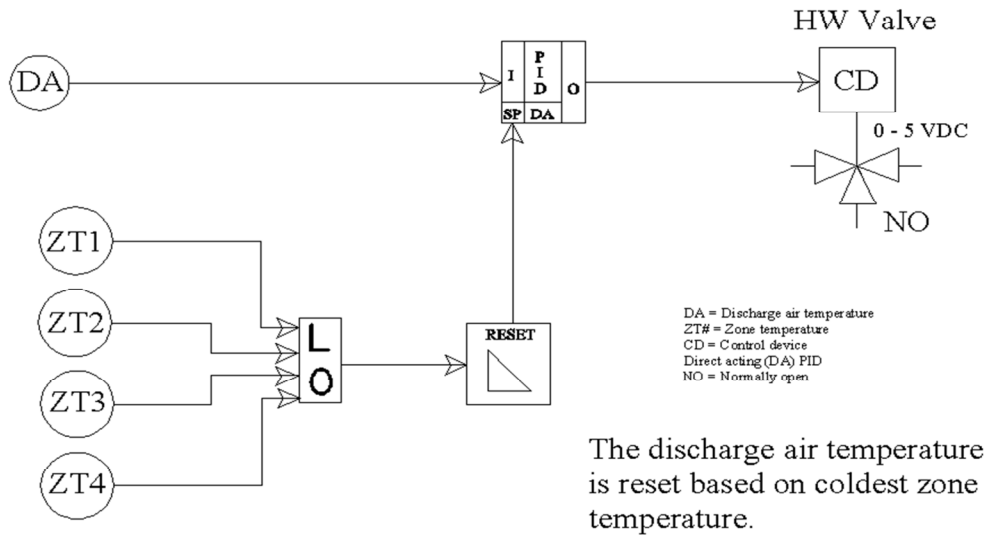 HW Valve
DA
I
PID
O
SP
DA
CD
0 - 5 VDC
NO
ZT1
ZT2
ZT3
ZT4
LO
RESET
DA = Discharge air temperature
ZT# = Zone temperature
CD = Control device
Direct acting (DA) PID
NO = Normally open
The discharge air temperature
is reset based on coldest zone
temperature.